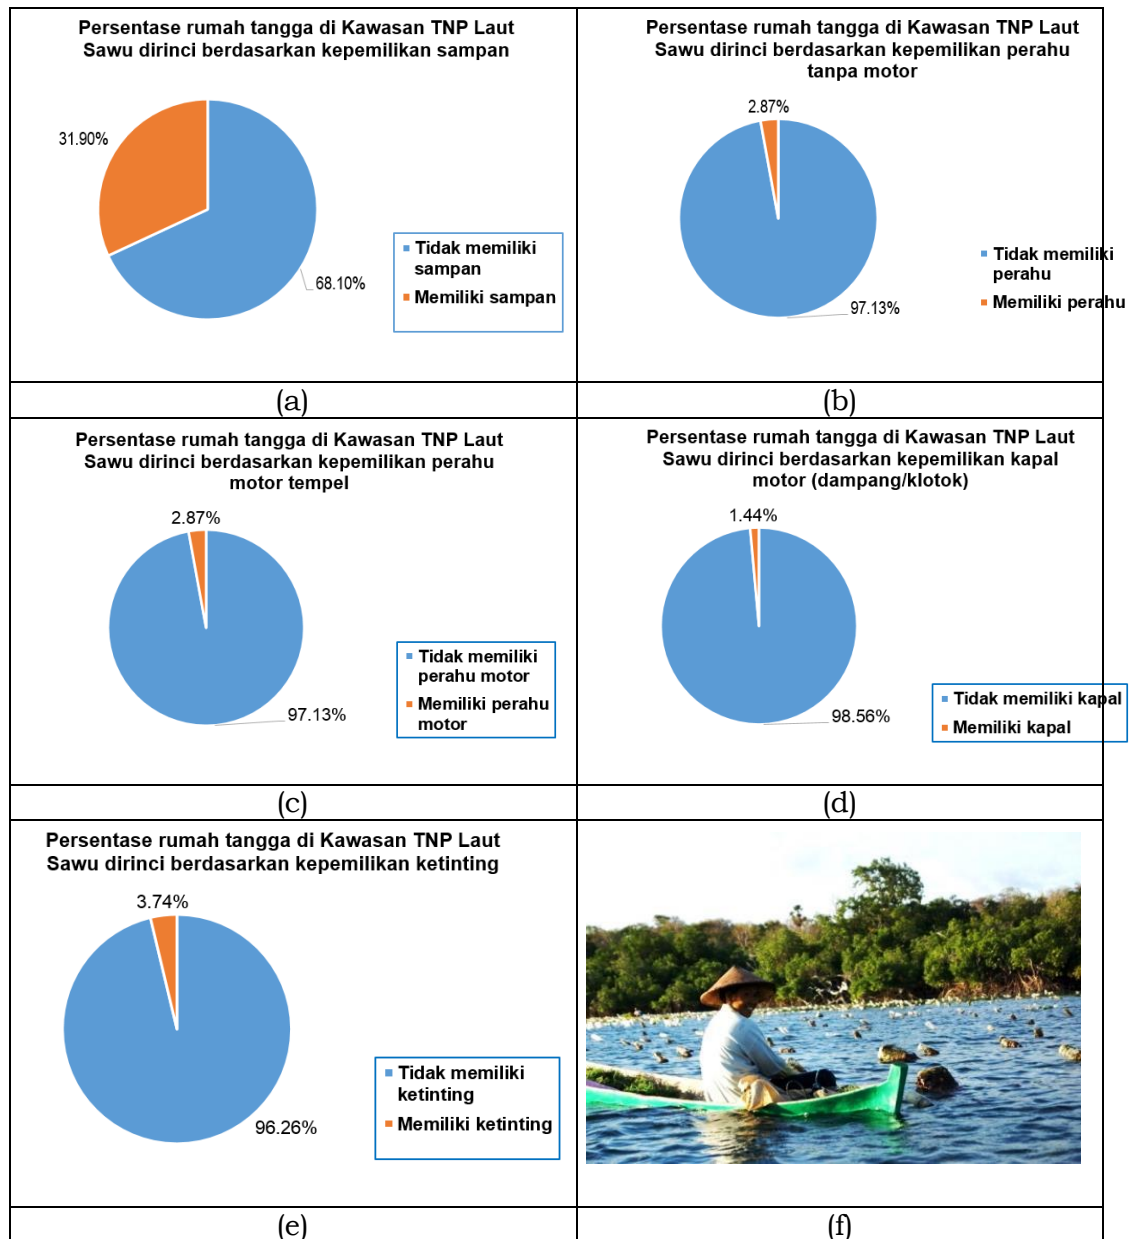 Persentase rumah tangga di Kawasan TNP Laut
Sawu dirinci berdasarkan kepemilikan sampan
31.90%
68.10%
Tidak memiliki
sampan
Memiliki sampan
(a)
Persentase rumah tangga di Kawasan TNP Laut
Sawu dirinci berdasarkan kepemilikan perahu
tanpa motor
2.87%
97.13%
Tidak memiliki
perahu
Memiliki perahu
(b)
Persentase rumah tangga di Kawasan TNP Laut
Sawu dirinci berdasarkan kepemilikan perahu
motor tempel
2.87%
97.13%
Tidak memiliki
perahu motor
Memiliki perahu
motor
(c)
Persentase rumah tangga di Kawasan TNP Laut
Sawu dirinci berdasarkan kepemilikan kapal
motor (dampang/klotok)
1.44%
98.56%
Tidak memiliki kapal
Memiliki kapal
(d)
Persentase rumah tangga di Kawasan TNP Laut
Sawu dirinci berdasarkan kepemilikan ketinting
3.74%
96.26%
Tidak memiliki
ketinting
Memiliki ketinting
(e)
(f)